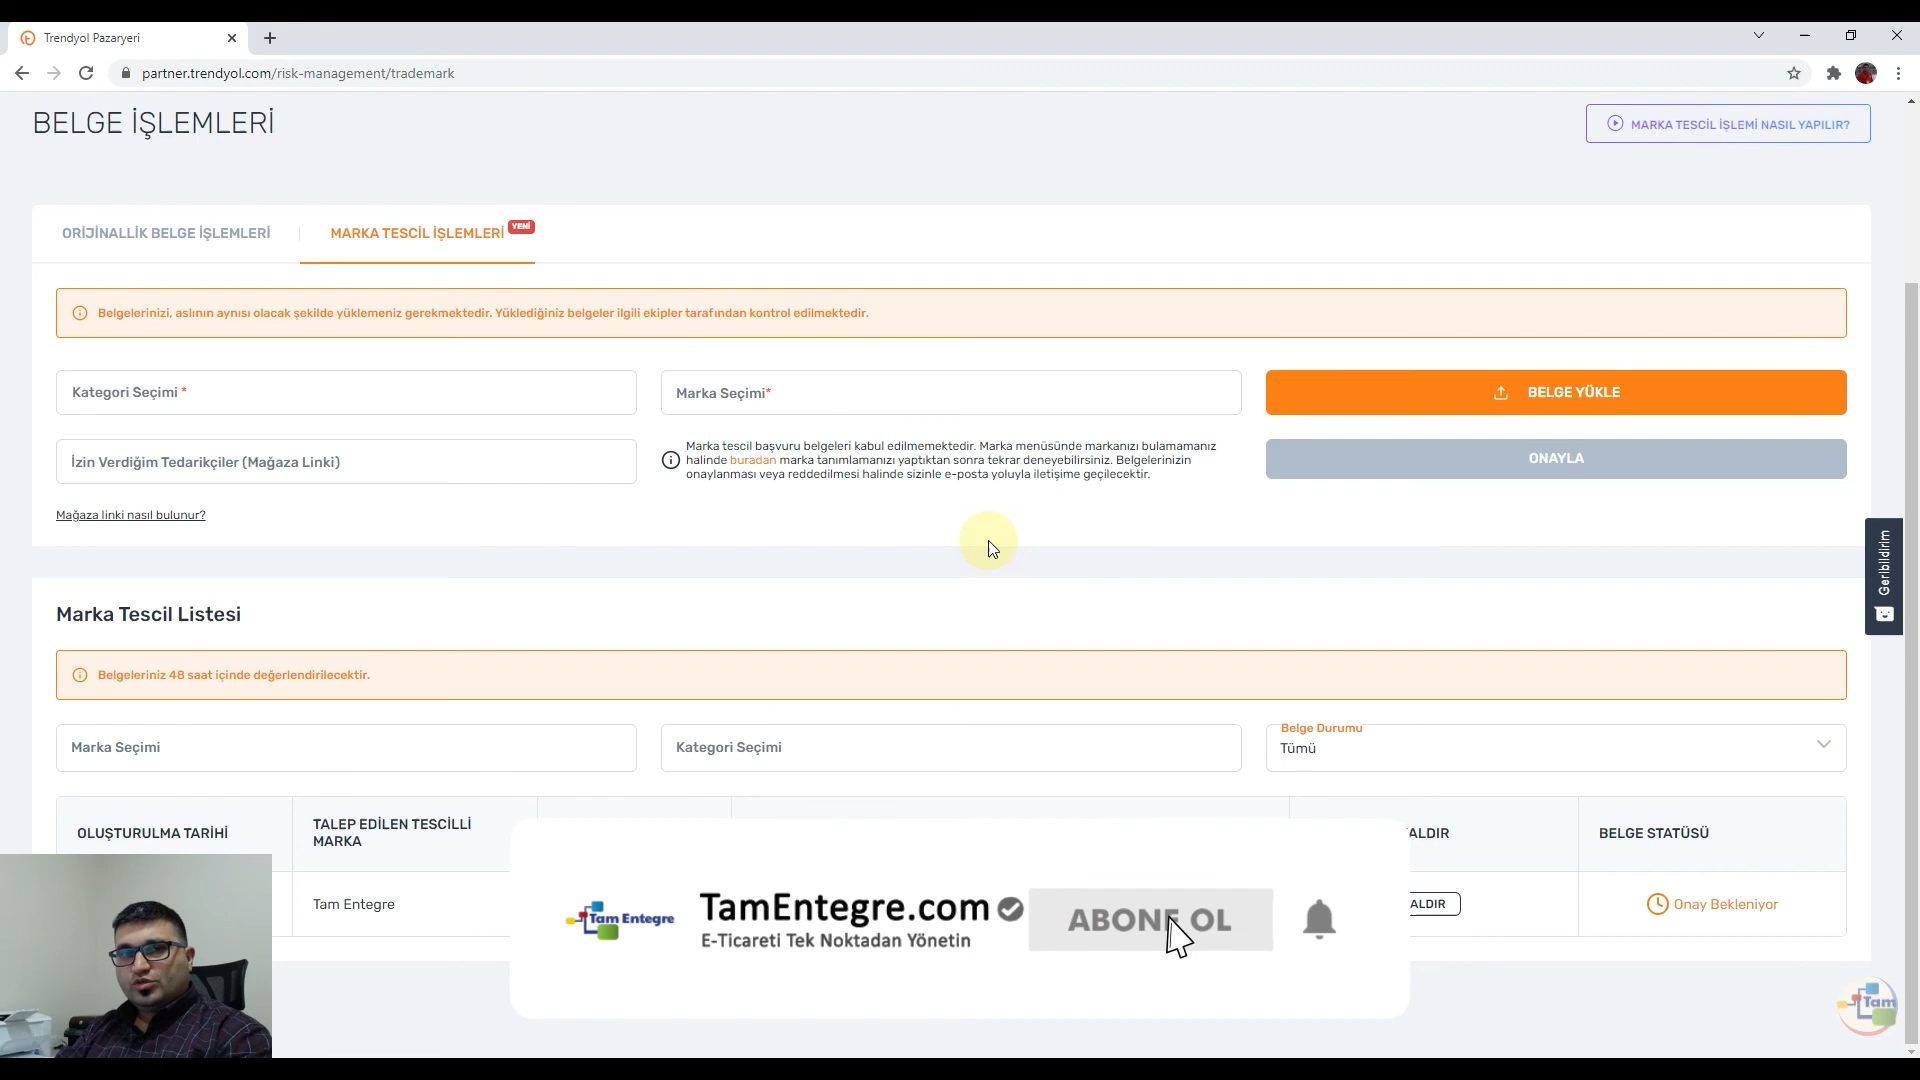 Trendyol Pazaryeri
partner.trendyol.com/risk-management/trademark
BELGE İŞLEMLERİ
MARKA TESCİL İŞLEMİ NASIL YAPILIR?
ORİJİNALLİK BELGE İŞLEMLERİ
MARKA TESCİL İŞLEMLERİ
YENİ
Belgelerinizi, aslının aynısı olacak şekilde yüklemeniz gerekmektedir. Yüklediğiniz belgeler ilgili ekipler tarafından kontrol edilmektedir.
Kategori Seçimi *
Marka Seçimi*
BELGE YÜKLE
İzin Verdiğim Tedarikçiler (Mağaza Linki)
Marka tescil başvuru belgeleri kabul edilmemektedir. Marka menüsünde markanızı bulamamanız
halinde buradan marka tanımlamanızı yaptıktan sonra tekrar deneyebilirsiniz. Belgelerinizin
onaylanması veya reddedilmesi halinde sizinle e-posta yoluyla iletişime geçilecektir.
ONAYLA
Mağaza linki nasıl bulunur?
Geribildirim
Marka Tescil Listesi
Belgeleriniz 48 saat içinde değerlendirilecektir.
Marka Seçimi
Kategori Seçimi
Belge Durumu
Tümü
OLUŞTURULMA TARİHİ
TALEP EDİLEN TESCİLLİ
MARKA
ALDIR
BELGE STATÜSÜ
Tam Entegre
ALDIR
Onay Bekleniyor
Tam Entegre
TamEntegre.com
E-Ticareti Tek Noktadan Yönetin
ABONE OL
Tam